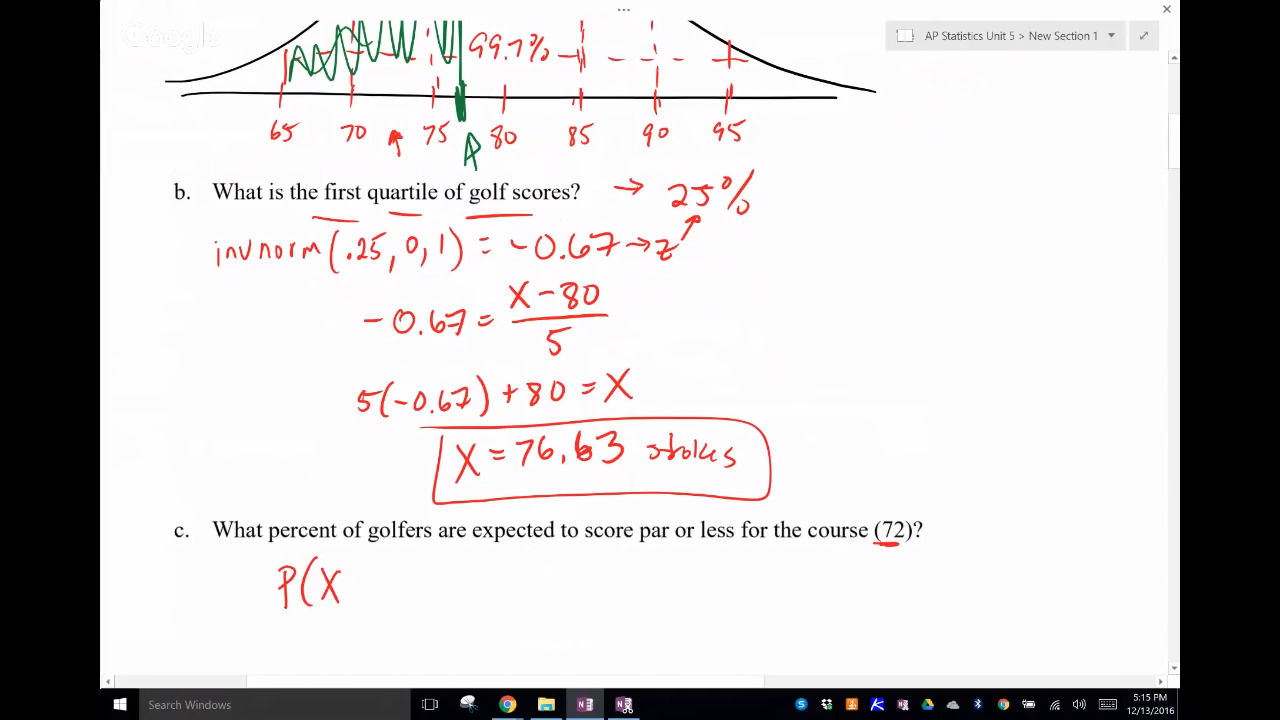 Google
AP Statistics Unit 5 > New Section 1
99.7%
65 70 75 80 85 90 95
b. What is the first quartile of golf scores? → 25%
invnorm(.25, 0, 1) = -0.67 → z
-0.67 = x - 80 / 5
5(-0.67) + 80 = X
X = 76.63 strokes
c. What percent of golfers are expected to score par or less for the course (72)?
P(X
Search Windows
5:15 PM
12/13/2016